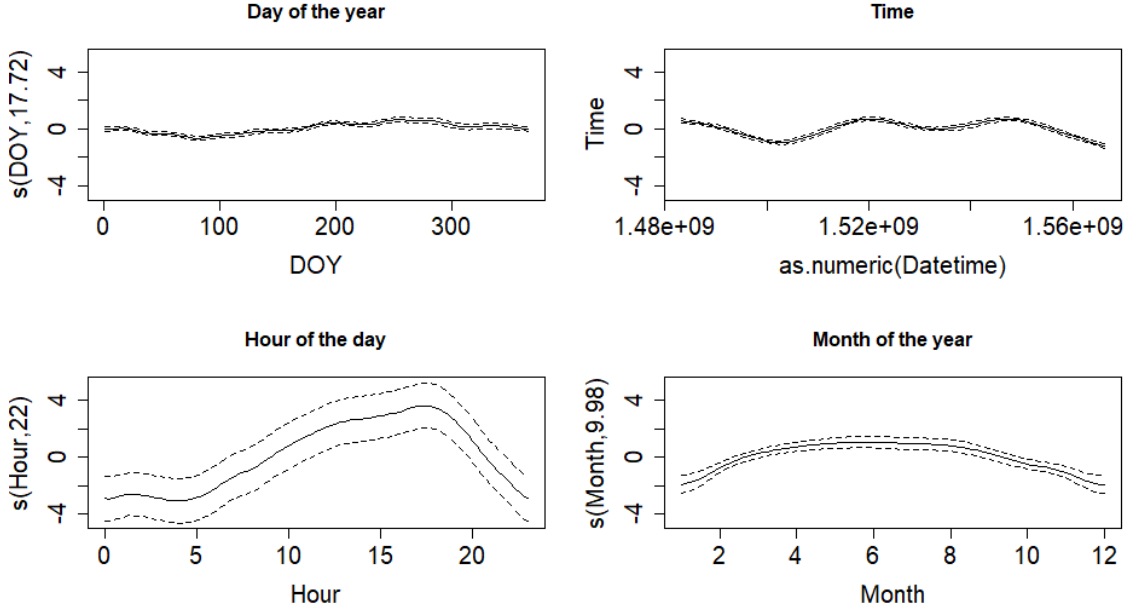 Day of the year
s(DOY,17.72)
4
0
-4
0 100 200 300
DOY
Time
Time
4
0
-4
1.48e+09 1.52e+09 1.56e+09
as.numeric(Datetime)
Hour of the day
s(Hour,22)
4
0
-4
0 5 10 15 20
Hour
Month of the year
s(Month,9.98)
4
0
-4
2 4 6 8 10 12
Month